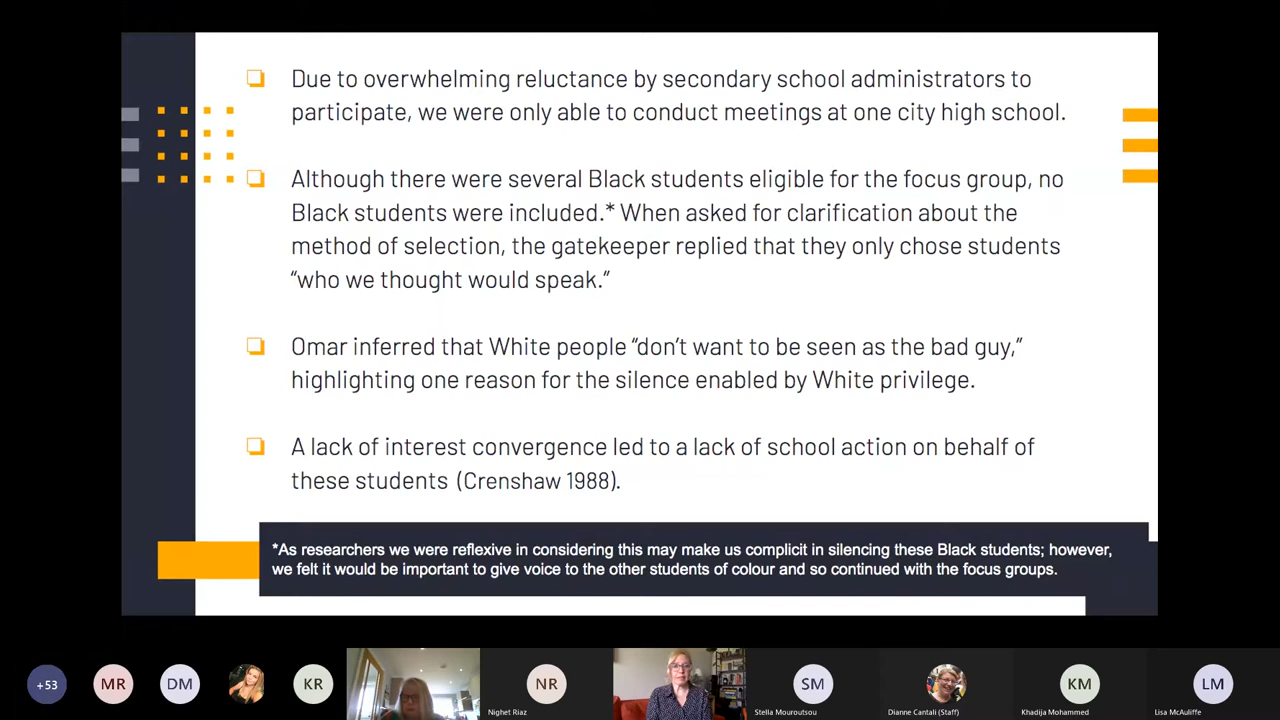 Due to overwhelming reluctance by secondary school administrators to
participate, we were only able to conduct meetings at one city high school.
Although there were several Black students eligible for the focus group, no
Black students were included.* When asked for clarification about the
method of selection, the gatekeeper replied that they only chose students
“who we thought would speak.”
Omar inferred that White people “don’t want to be seen as the bad guy,”
highlighting one reason for the silence enabled by White privilege.
A lack of interest convergence led to a lack of school action on behalf of
these students (Crenshaw 1988).
*As researchers we were reflexive in considering this may make us complicit in silencing these Black students; however,
we felt it would be important to give voice to the other students of colour and so continued with the focus groups.
+53
MR
DM
KR
NR
SM
KM
LM
Nighet Riaz
Stella Mouroutsou
Dianne Cantali (Staff)
Khadija Mohammed
Lisa McAuliffe